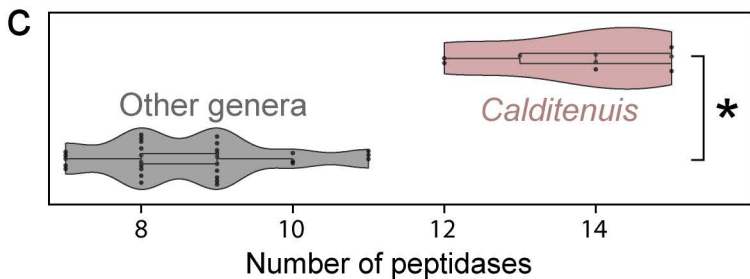 C
Other genera
Calditenuis
*
8 10 12 14
Number of peptidases